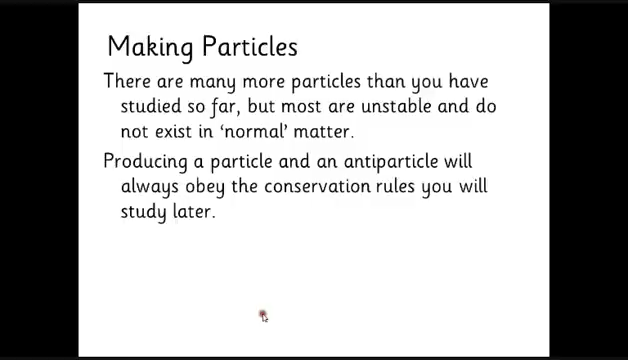 Making Particles
There are many more particles than you have
studied so far, but most are unstable and do
not exist in ‘normal’ matter.
Producing a particle and an antiparticle will
always obey the conservation rules you will
study later.